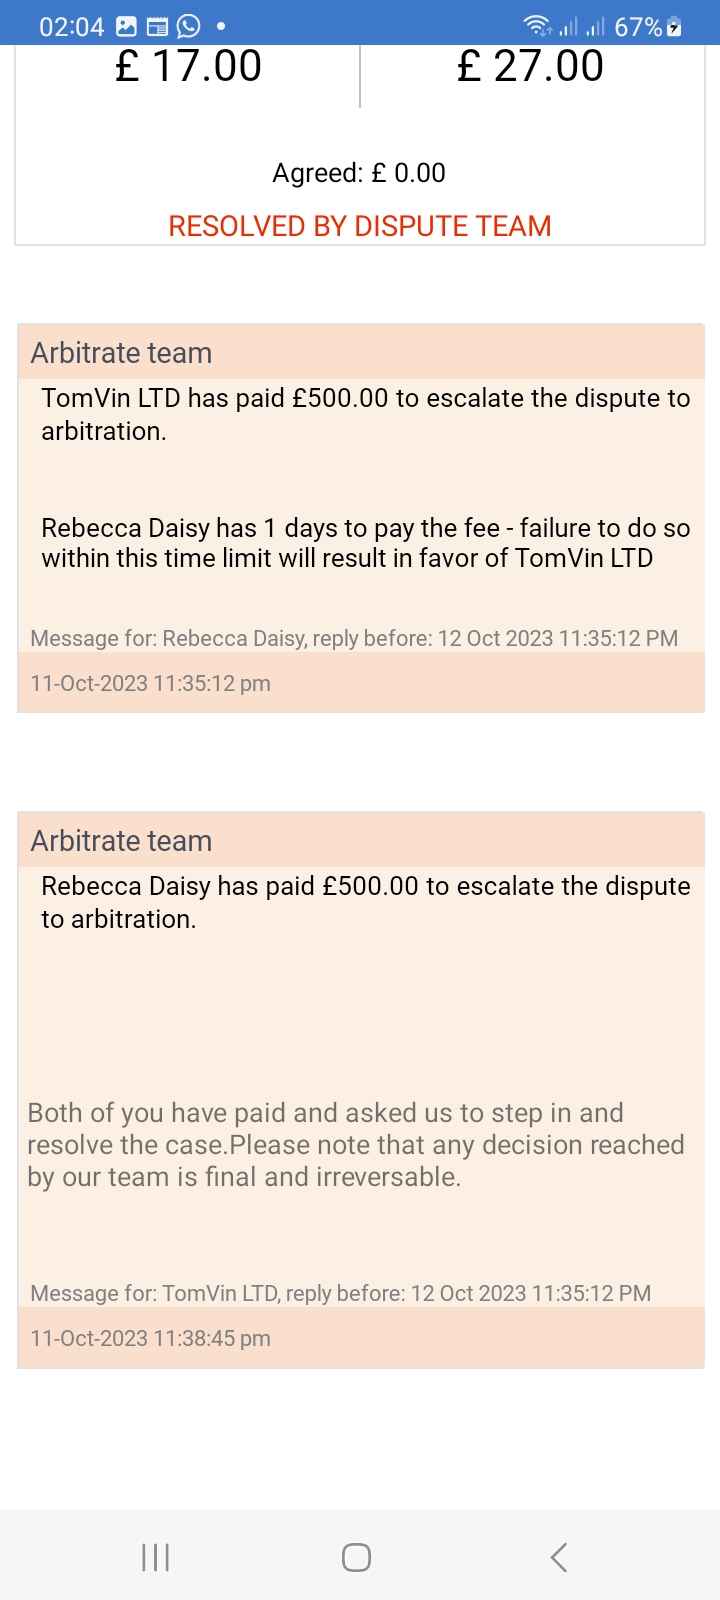 02:04
67%
£ 17.00
£ 27.00
Agreed: £ 0.00
RESOLVED BY DISPUTE TEAM
Arbitrate team
TomVin LTD has paid £500.00 to escalate the dispute to
arbitration.
Rebecca Daisy has 1 days to pay the fee - failure to do so
within this time limit will result in favor of TomVin LTD
Message for: Rebecca Daisy, reply before: 12 Oct 2023 11:35:12 PM
11-Oct-2023 11:35:12 pm
Arbitrate team
Rebecca Daisy has paid £500.00 to escalate the dispute
to arbitration.
Both of you have paid and asked us to step in and
resolve the case.Please note that any decision reached
by our team is final and irreversable.
Message for: TomVin LTD, reply before: 12 Oct 2023 11:35:12 PM
11-Oct-2023 11:38:45 pm